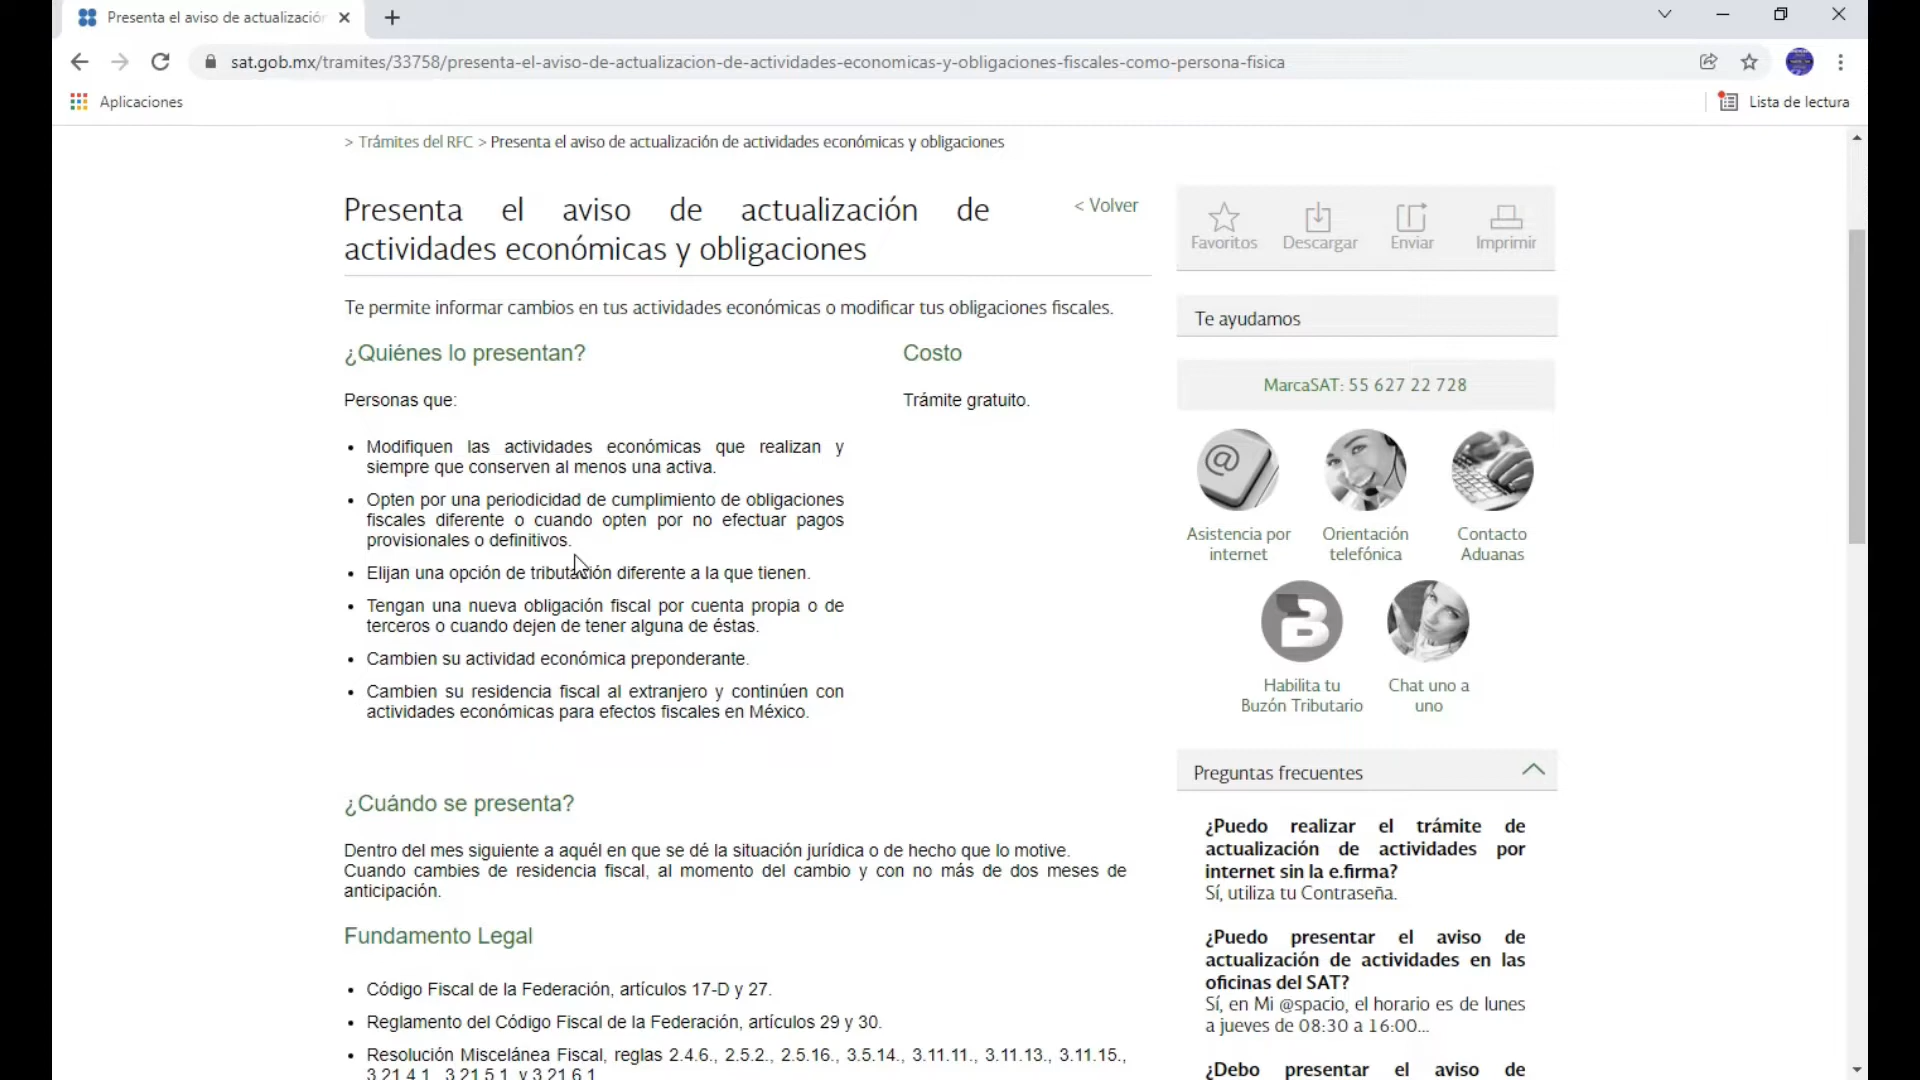 Presenta el aviso de actualización
sat.gob.mx/tramites/33758/presenta-el-aviso-de-actualizacion-de-actividades-economicas-y-obligaciones-fiscales-como-persona-fisica
Aplicaciones
Lista de lectura
> Trámites del RFC > Presenta el aviso de actualización de actividades económicas y obligaciones
Presenta el aviso de actualización de
actividades económicas y obligaciones
< Volver
Te permite informar cambios en tus actividades económicas o modificar tus obligaciones fiscales.
¿Quiénes lo presentan?
Personas que:
• Modifiquen las actividades económicas que realizan y
siempre que conserven al menos una activa.
• Opten por una periodicidad de cumplimiento de obligaciones
fiscales diferente o cuando opten por no efectuar pagos
provisionales o definitivos.
• Elijan una opción de tributación diferente a la que tienen.
• Tengan una nueva obligación fiscal por cuenta propia o de
terceros o cuando dejen de tener alguna de éstas.
• Cambien su actividad económica preponderante.
• Cambien su residencia fiscal al extranjero y continúen con
actividades económicas para efectos fiscales en México.
Costo
Trámite gratuito.
¿Cuándo se presenta?
Dentro del mes siguiente a aquél en que se dé la situación jurídica o de hecho que lo motive.
Cuando cambies de residencia fiscal, al momento del cambio y con no más de dos meses de
anticipación.
Fundamento Legal
• Código Fiscal de la Federación, artículos 17-D y 27.
• Reglamento del Código Fiscal de la Federación, artículos 29 y 30.
• Resolución Miscelánea Fiscal, reglas 2.4.6., 2.5.2., 2.5.16., 3.5.14., 3.11.11., 3.11.13., 3.11.15.,
3.21.4.1., 3.21.5.1. y 3.21.6.1.
Favoritos
Descargar
Enviar
Imprimir
Te ayudamos
MarcaSAT: 55 627 22 728
Asistencia por
internet
Orientación
telefónica
Contacto
Aduanas
Habilita tu
Buzón Tributario
Chat uno a
uno
Preguntas frecuentes
¿Puedo realizar el trámite de
actualización de actividades por
internet sin la e.firma?
Sí, utiliza tu Contraseña.
¿Puedo presentar el aviso de
actualización de actividades en las
oficinas del SAT?
Sí, en Mi @spacio, el horario es de lunes
a jueves de 08:30 a 16:00...
¿Debo presentar el aviso de